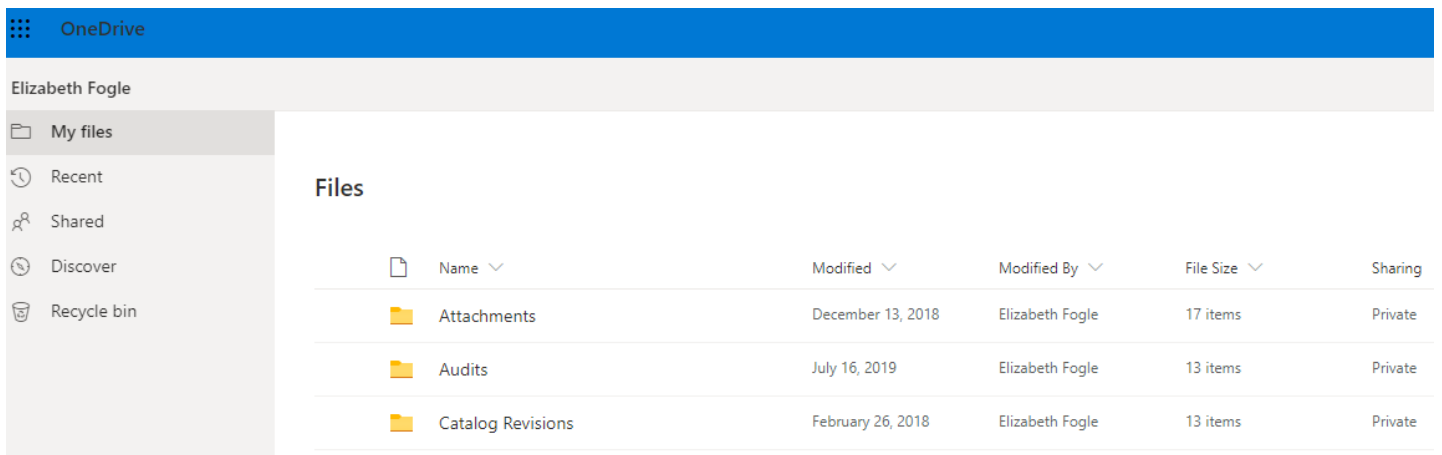 OneDrive
Elizabeth Fogle
My files
Recent
Shared
Discover
Recycle bin
Files
Name Modified Modified By File Size Sharing
Attachments December 13, 2018 Elizabeth Fogle 17 items Private
Audits July 16, 2019 Elizabeth Fogle 13 items Private
Catalog Revisions February 26, 2018 Elizabeth Fogle 13 items Private